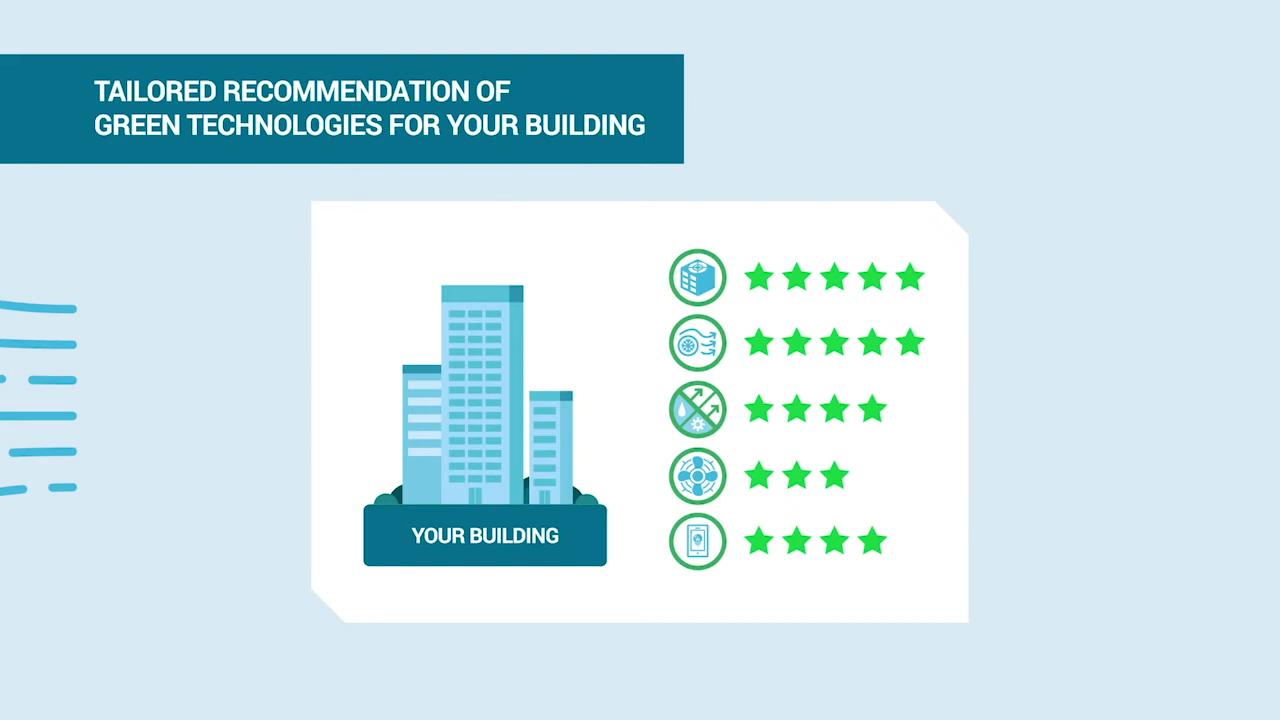 TAILORED RECOMMENDATION OF
GREEN TECHNOLOGIES FOR YOUR BUILDING
YOUR BUILDING